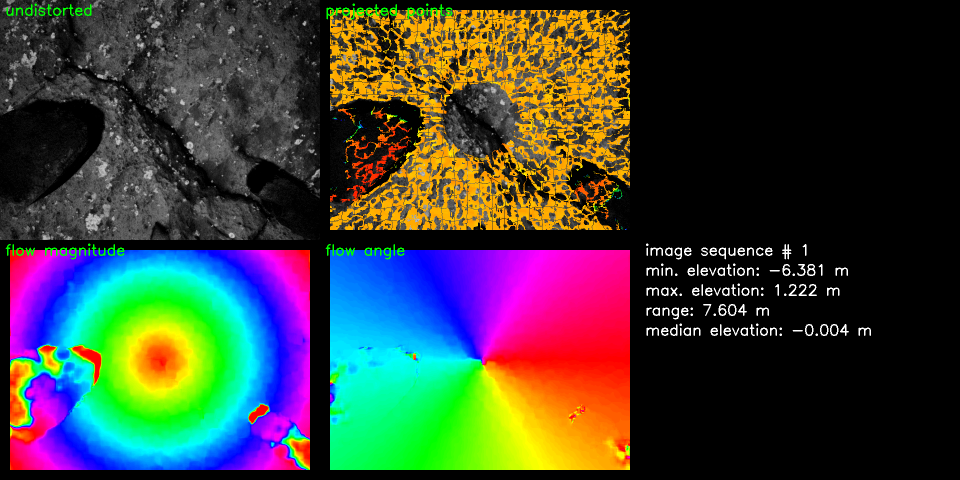 undistorted
projected points
flow magnitude
flow angle
image sequence # 1
min. elevation: −6.381 m
max. elevation: 1.222 m
range: 7.604 m
median elevation: −0.004 m